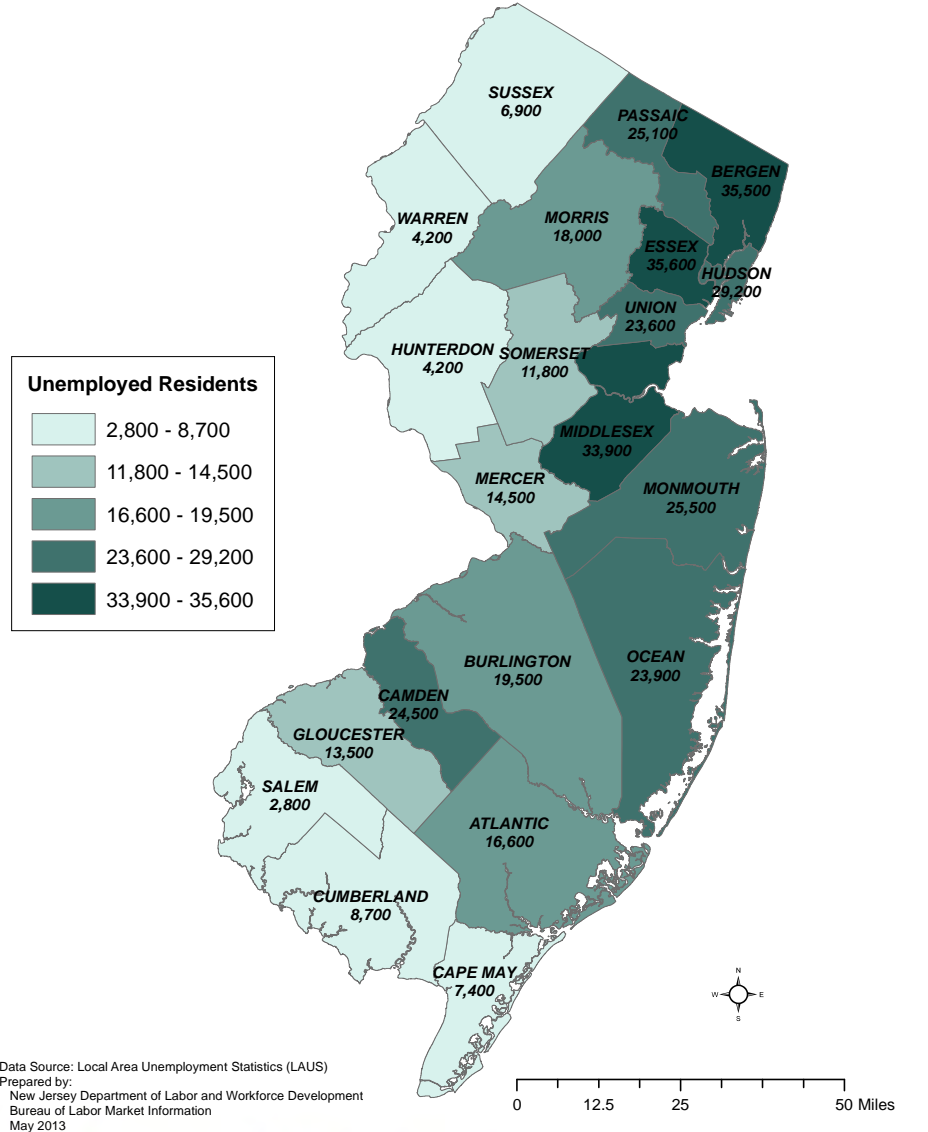 SUSSEX
6,900
PASSAIC
25,100
BERGEN
35,500
WARREN
4,200
MORRIS
18,000
ESSEX
35,600
HUDSON
29,200
UNION
23,600
HUNTERDON
4,200
SOMERSET
11,800
Unemployed Residents
2,800 - 8,700
11,800 - 14,500
16,600 - 19,500
23,600 - 29,200
33,900 - 35,600
MIDDLESEX
33,900
MERCER
14,500
MONMOUTH
25,500
BURLINGTON
19,500
OCEAN
23,900
CAMDEN
24,500
GLOUCESTER
13,500
SALEM
2,800
ATLANTIC
16,600
CUMBERLAND
8,700
CAPE MAY
7,400
N
W E
S
Data Source: Local Area Unemployment Statistics (LAUS)
Prepared by:
New Jersey Department of Labor and Workforce Development
Bureau of Labor Market Information
May 2013
0 12.5 25 50 Miles